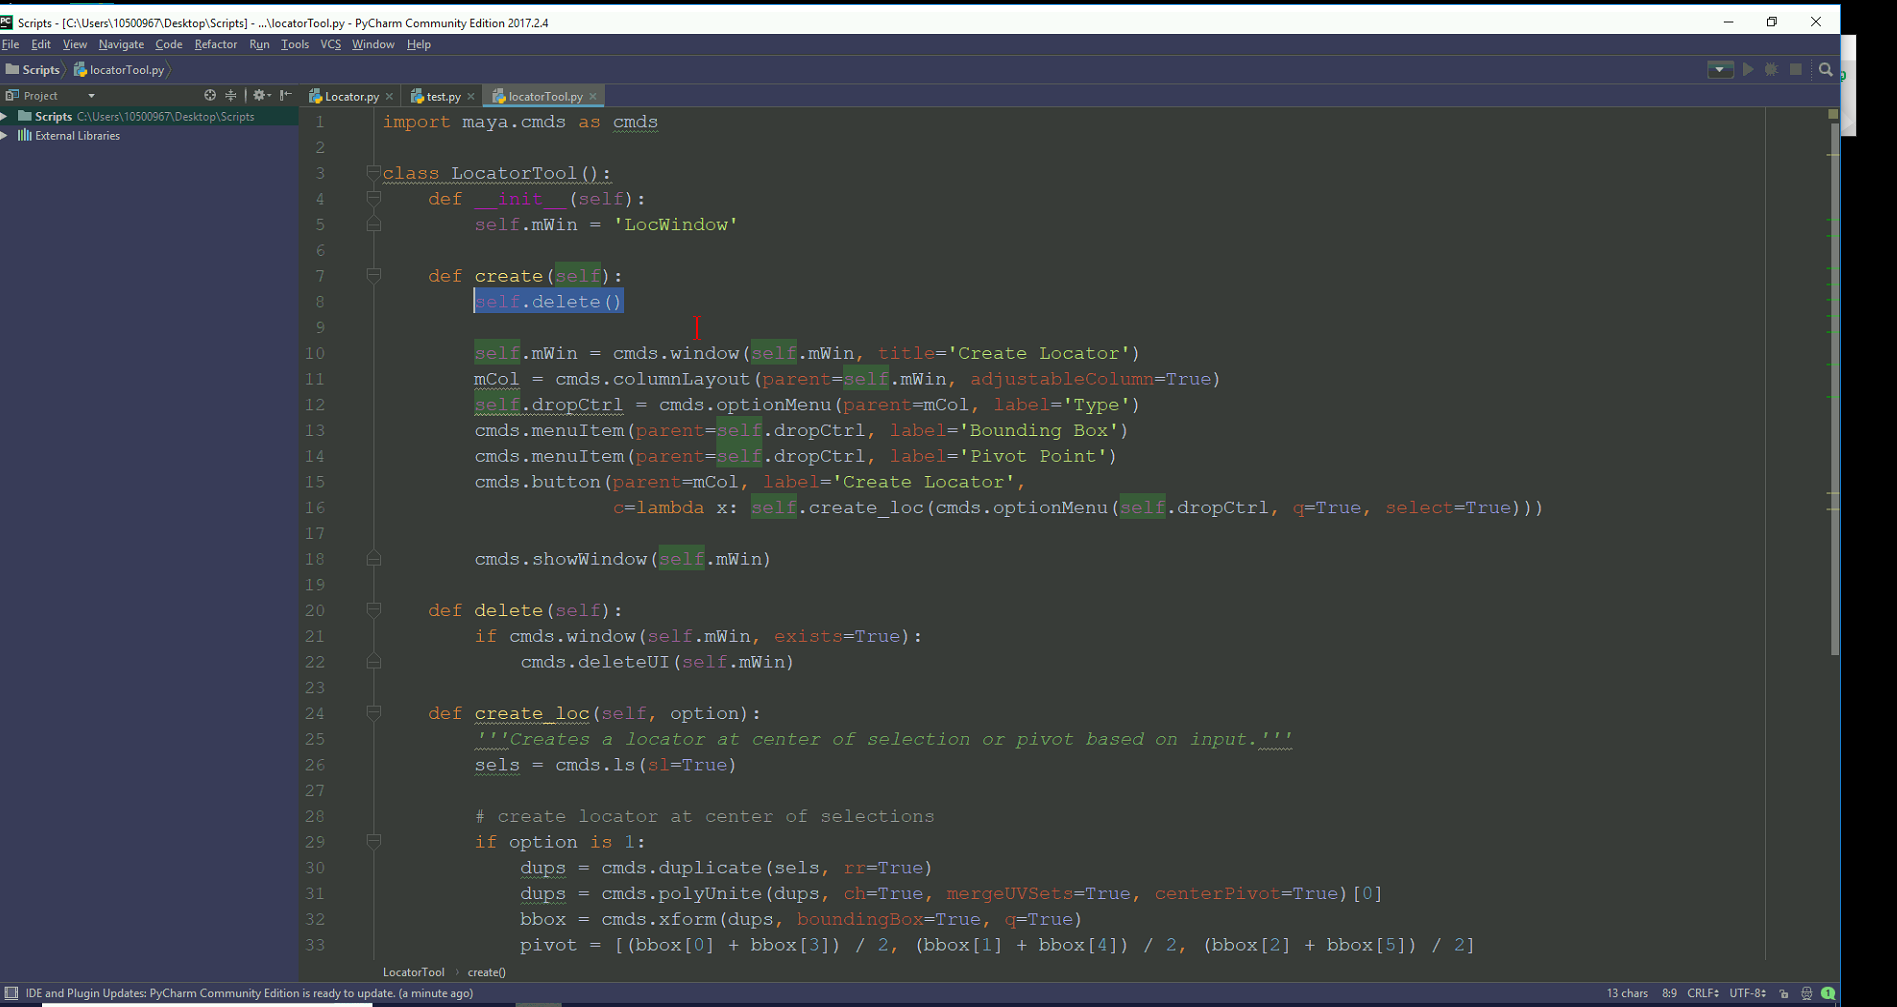 PC Scripts - [C:\Users\10500967\Desktop\Scripts] - ...\locatorTool.py - PyCharm Community Edition 2017.2.4
File Edit View Navigate Code Refactor Run Tools VCS Window Help
Scripts locatorTool.py
Project Locator.py test.py locatorTool.py
Scripts C:\Users\10500967\Desktop\Scripts
External Libraries
1 import maya.cmds as cmds
2
3 class LocatorTool():
4 def __init__(self):
5 self.mWin = 'LocWindow'
6
7 def create(self):
8 self.delete()
9
10 self.mWin = cmds.window(self.mWin, title='Create Locator')
11 mCol = cmds.columnLayout(parent=self.mWin, adjustableColumn=True)
12 self.dropCtrl = cmds.optionMenu(parent=mCol, label='Type')
13 cmds.menuItem(parent=self.dropCtrl, label='Bounding Box')
14 cmds.menuItem(parent=self.dropCtrl, label='Pivot Point')
15 cmds.button(parent=mCol, label='Create Locator',
16 c=lambda x: self.create_loc(cmds.optionMenu(self.dropCtrl, q=True, select=True)))
17
18 cmds.showWindow(self.mWin)
19
20 def delete(self):
21 if cmds.window(self.mWin, exists=True):
22 cmds.deleteUI(self.mWin)
23
24 def create_loc(self, option):
25 '''Creates a locator at center of selection or pivot based on input.'''
26 sels = cmds.ls(sl=True)
27
28 # create locator at center of selections
29 if option is 1:
30 dups = cmds.duplicate(sels, rr=True)
31 dups = cmds.polyUnite(dups, ch=True, mergeUVSets=True, centerPivot=True)[0]
32 bbox = cmds.xform(dups, boundingBox=True, q=True)
33 pivot = [(bbox[0] + bbox[3]) / 2, (bbox[1] + bbox[4]) / 2, (bbox[2] + bbox[5]) / 2]
LocatorTool create()
IDE and Plugin Updates: PyCharm Community Edition is ready to update. (a minute ago) 13 chars 8:9 CRLF UTF-8 1